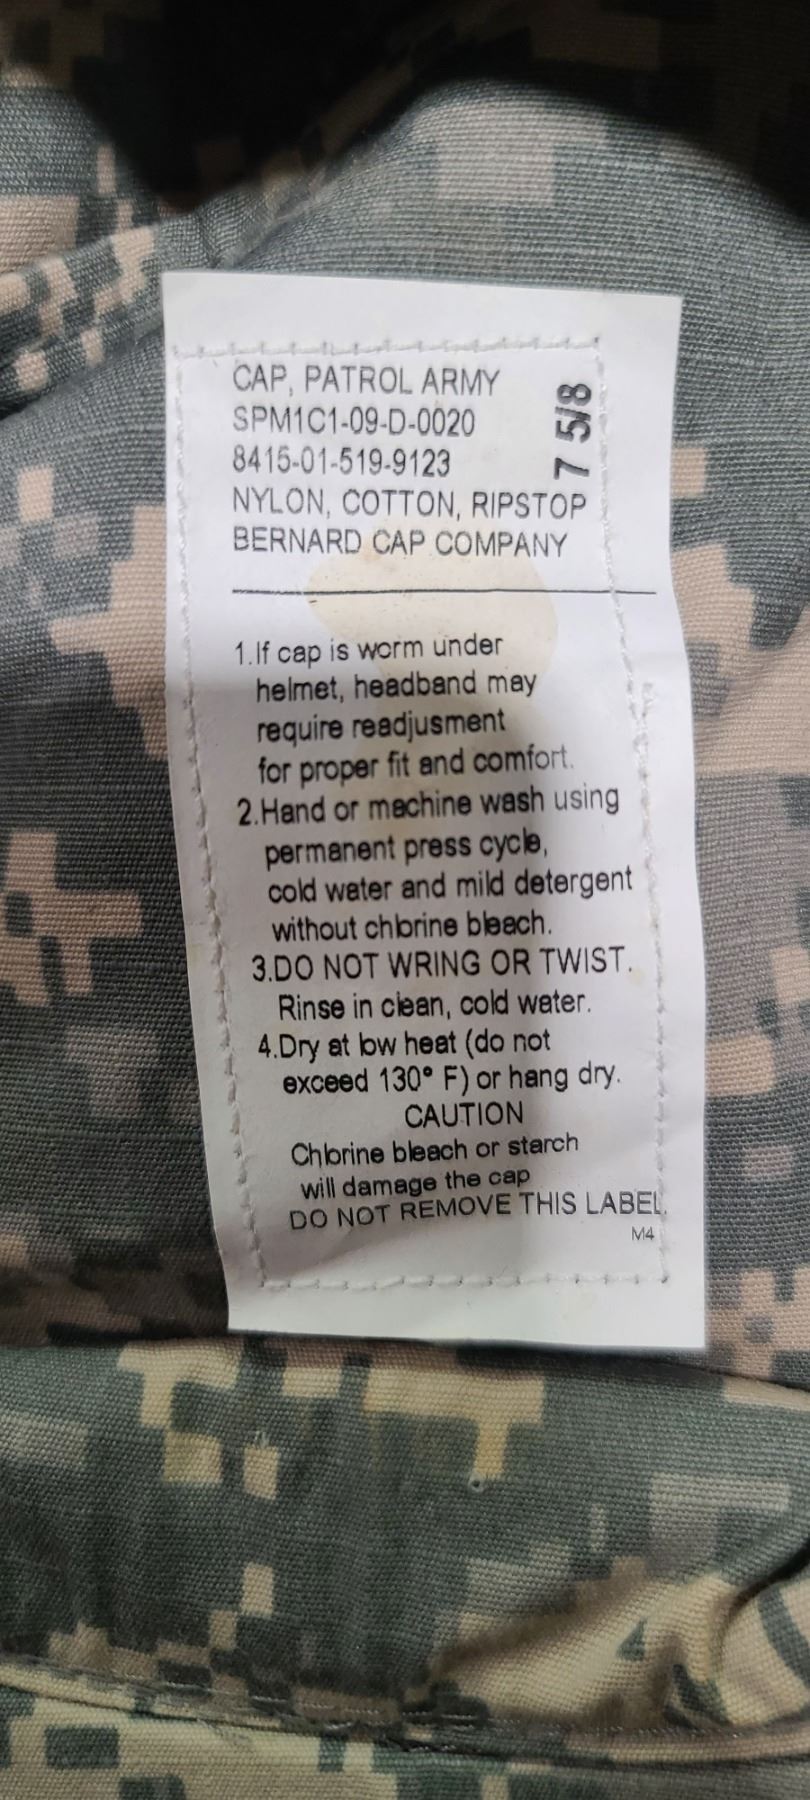 CAP, PATROL ARMY
SPM1C1-09-D-0020
8415-01-519-9123
NYLON, COTTON, RIPSTOP
BERNARD CAP COMPANY
7 5/8
1.If cap is worm under
helmet, headband may
require readjusment
for proper fit and comfort.
2.Hand or machine wash using
permanent press cycle,
cold water and mild detergent
without chlorine bleach.
3.DO NOT WRING OR TWIST.
Rinse in clean, cold water.
4.Dry at low heat (do not
exceed 130° F) or hang dry.
CAUTION
Chlorine bleach or starch
will damage the cap
DO NOT REMOVE THIS LABEL.
M4